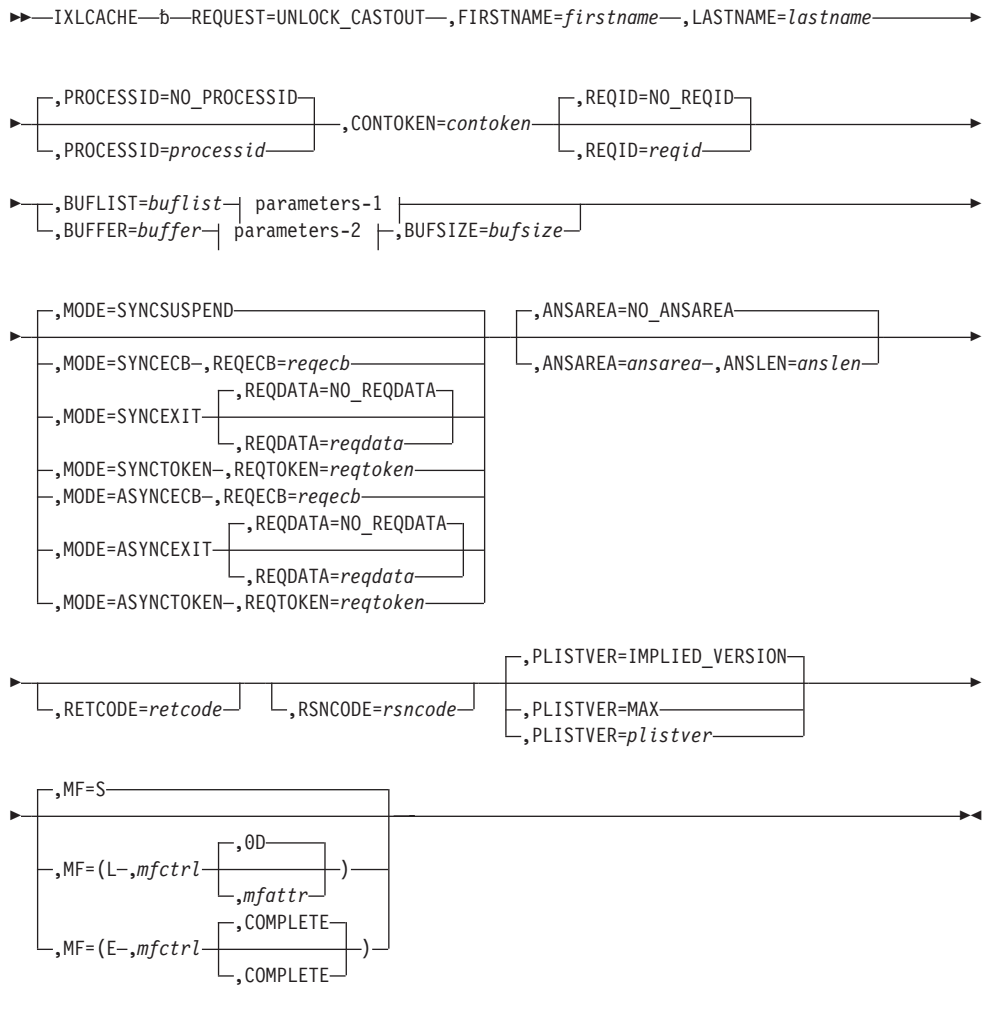 IXLCACHE ␢ REQUEST=UNLOCK_CASTOUT ,FIRSTNAME=firstname ,LASTNAME=lastname
,PROCESSID=NO_PROCESSID ,REQID=NO_REQID
,CONTOKEN=contoken
,PROCESSID=processid ,REQID=reqid
,BUFLIST=buflist parameters-1
,BUFFER=buffer parameters-2 ,BUFSIZE=bufsize
,MODE=SYNCSUSPEND ,ANSAREA=NO_ANSAREA
,MODE=SYNCECB ,REQECB=reqecb ,ANSAREA=ansarea ,ANSLEN=anslen
,REQDATA=NO_REQDATA
,MODE=SYNCEXIT
,REQDATA=reqdata
,MODE=SYNCTOKEN ,REQTOKEN=reqtoken
,MODE=ASYNCECB ,REQECB=reqecb
,REQDATA=NO_REQDATA
,MODE=ASYNCEXIT
,REQDATA=reqdata
,MODE=ASYNCTOKEN ,REQTOKEN=reqtoken
,PLISTVER=IMPLIED_VERSION
,RETCODE=retcode ,RSNCODE=rsncode ,PLISTVER=MAX
,PLISTVER=plistver
,MF=S
,0D
,MF=(L ,mfctrl )
,mfattr
,COMPLETE
,MF=(E ,mfctrl )
,COMPLETE